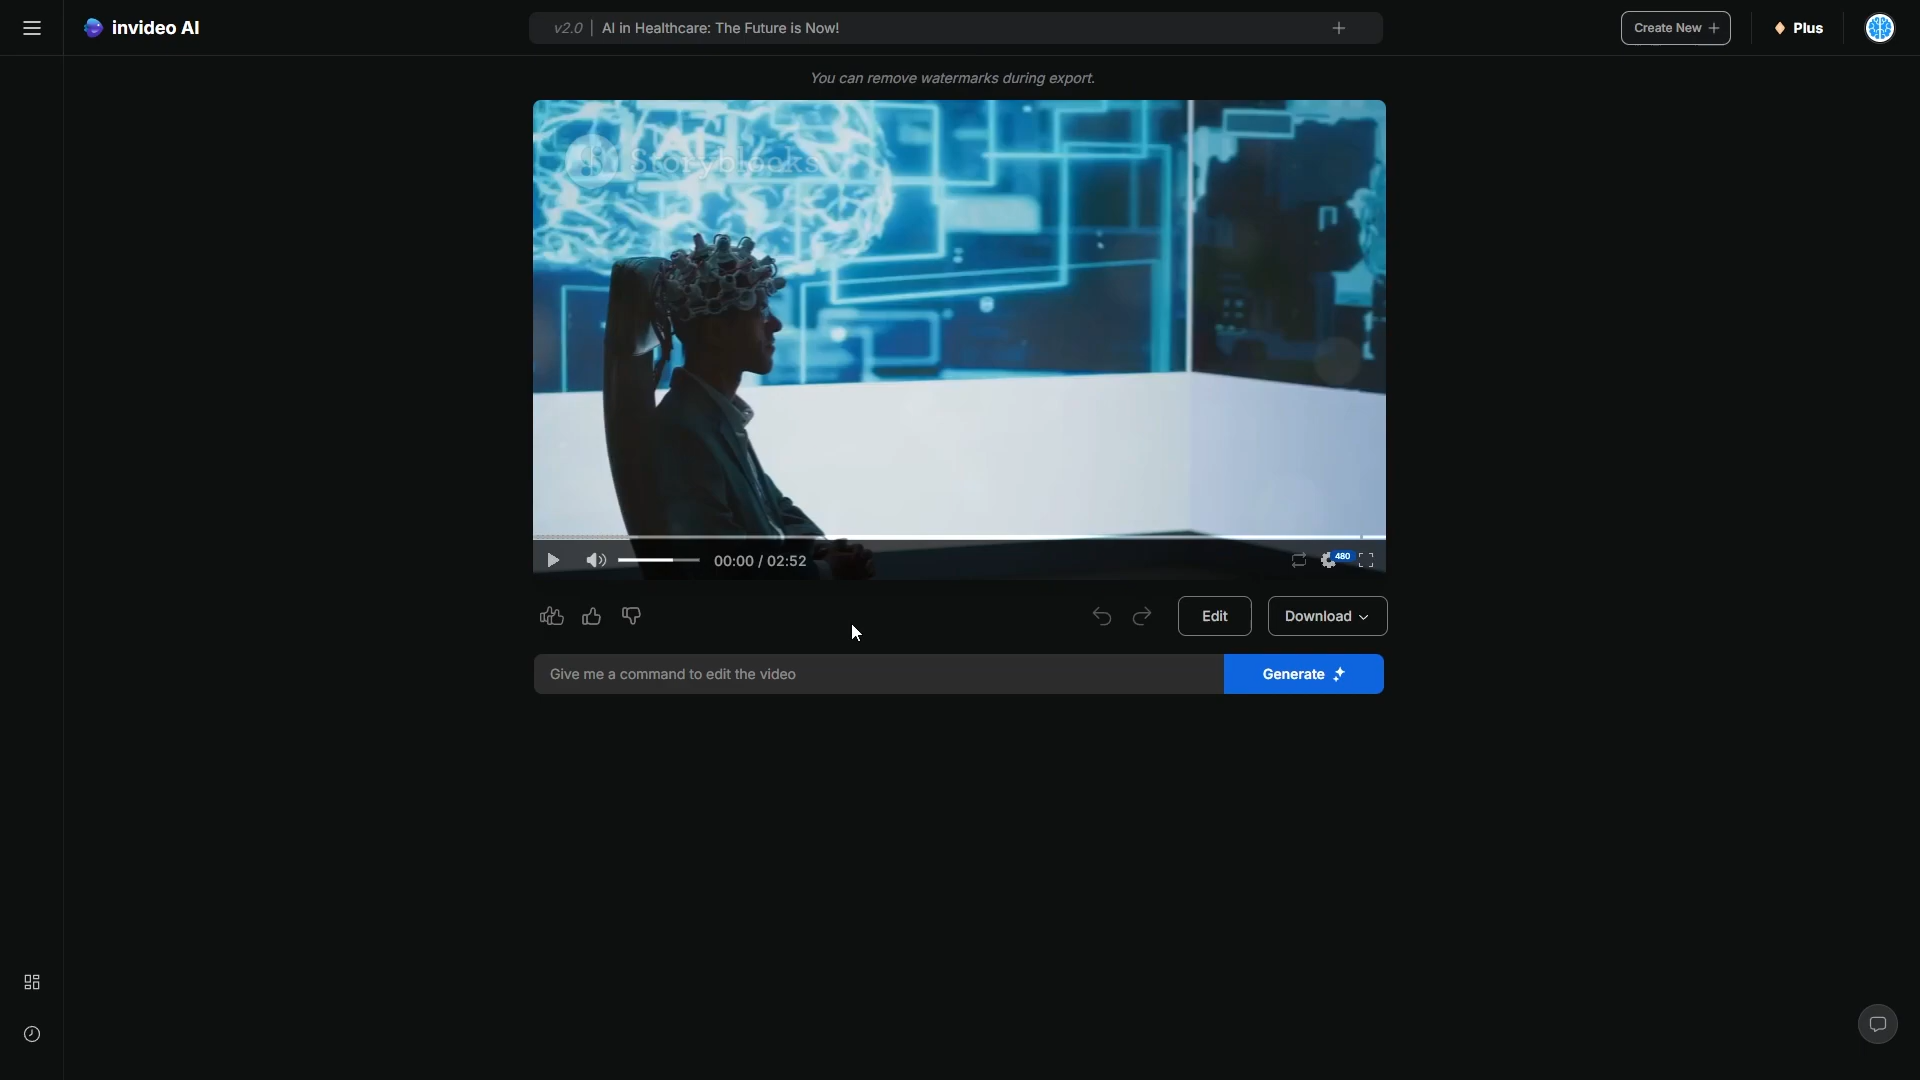 invideo AI
v2.0 | AI in Healthcare: The Future is Now!
Create New
Plus
You can remove watermarks during export.
AI
Storyblocks
00:00 / 02:52
480
Edit
Download
Give me a command to edit the video
Generate